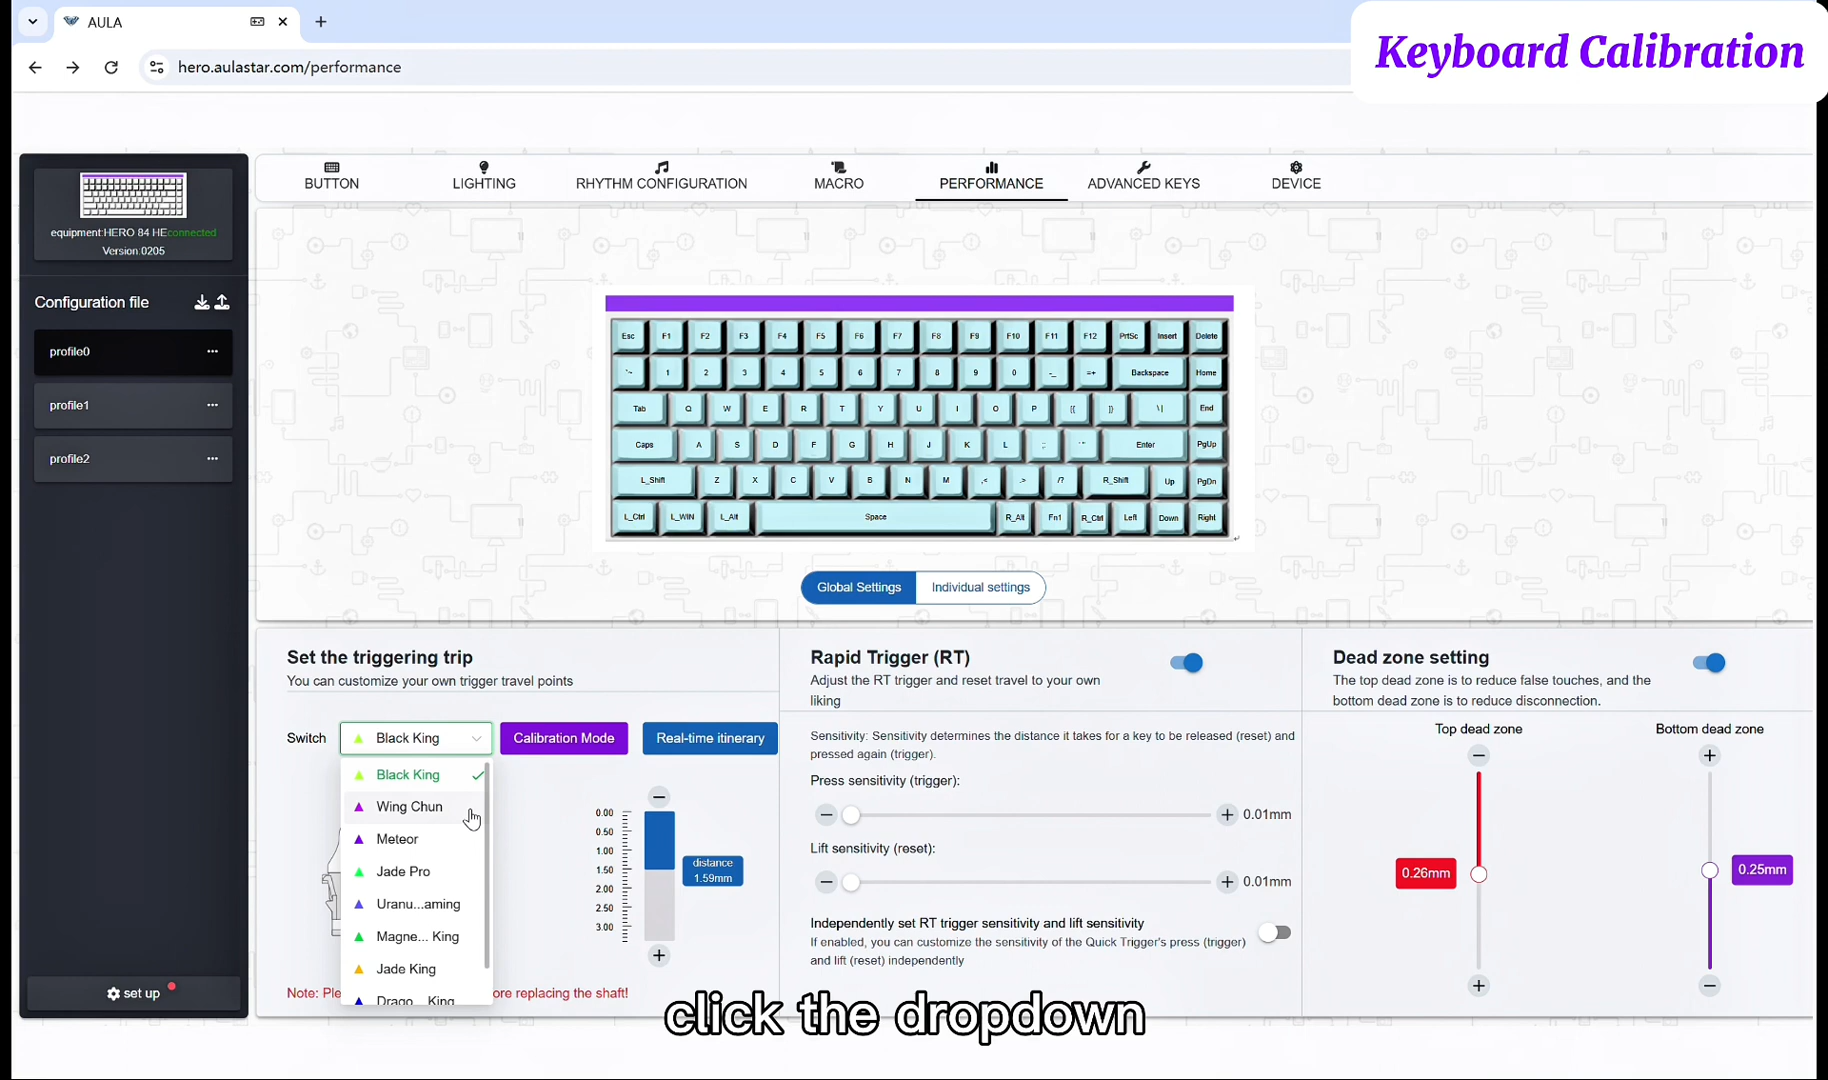 AULA
Keyboard Calibration
hero.aulastar.com/performance
BUTTON
LIGHTING
RHYTHM CONFIGURATION
MACRO
PERFORMANCE
ADVANCED KEYS
DEVICE
equipment:HERO 84 HEconnected
Version:0205
Configuration file
profile0 ...
profile1 ...
profile2 ...
set up
Esc F1 F2 F3 F4 F5 F6 F7 F8 F9 F10 F11 F12 PrtSc Insert Delete
`~ 1 2 3 4 5 6 7 8 9 0 -_ =+ Backspace Home
Tab Q W E R T Y U I O P [{ ]} \| End
Caps A S D F G H J K L ;: '" Enter PgUp
L_Shift Z X C V B N M ,< .> /? R_Shift Up PgDn
L_Ctrl L_WIN L_Alt Space R_Alt Fn1 R_Ctrl Left Down Right
Global Settings
Individual settings
Set the triggering trip
You can customize your own trigger travel points
Switch
Black King
Calibration Mode
Real-time itinerary
Black King
Wing Chun
Meteor
Jade Pro
Uranu...aming
Magne... King
Jade King
Drago... King
0.00
0.50
1.00
1.50
2.00
2.50
3.00
distance
1.59mm
Note: Ple
ore replacing the shaft!
Rapid Trigger (RT)
Adjust the RT trigger and reset travel to your own
liking
Sensitivity: Sensitivity determines the distance it takes for a key to be released (reset) and
pressed again (trigger).
Press sensitivity (trigger):
0.01mm
Lift sensitivity (reset):
0.01mm
Independently set RT trigger sensitivity and lift sensitivity
If enabled, you can customize the sensitivity of the Quick Trigger's press (trigger)
and lift (reset) independently
Dead zone setting
The top dead zone is to reduce false touches, and the
bottom dead zone is to reduce disconnection.
Top dead zone
Bottom dead zone
0.26mm
0.25mm
click the dropdown